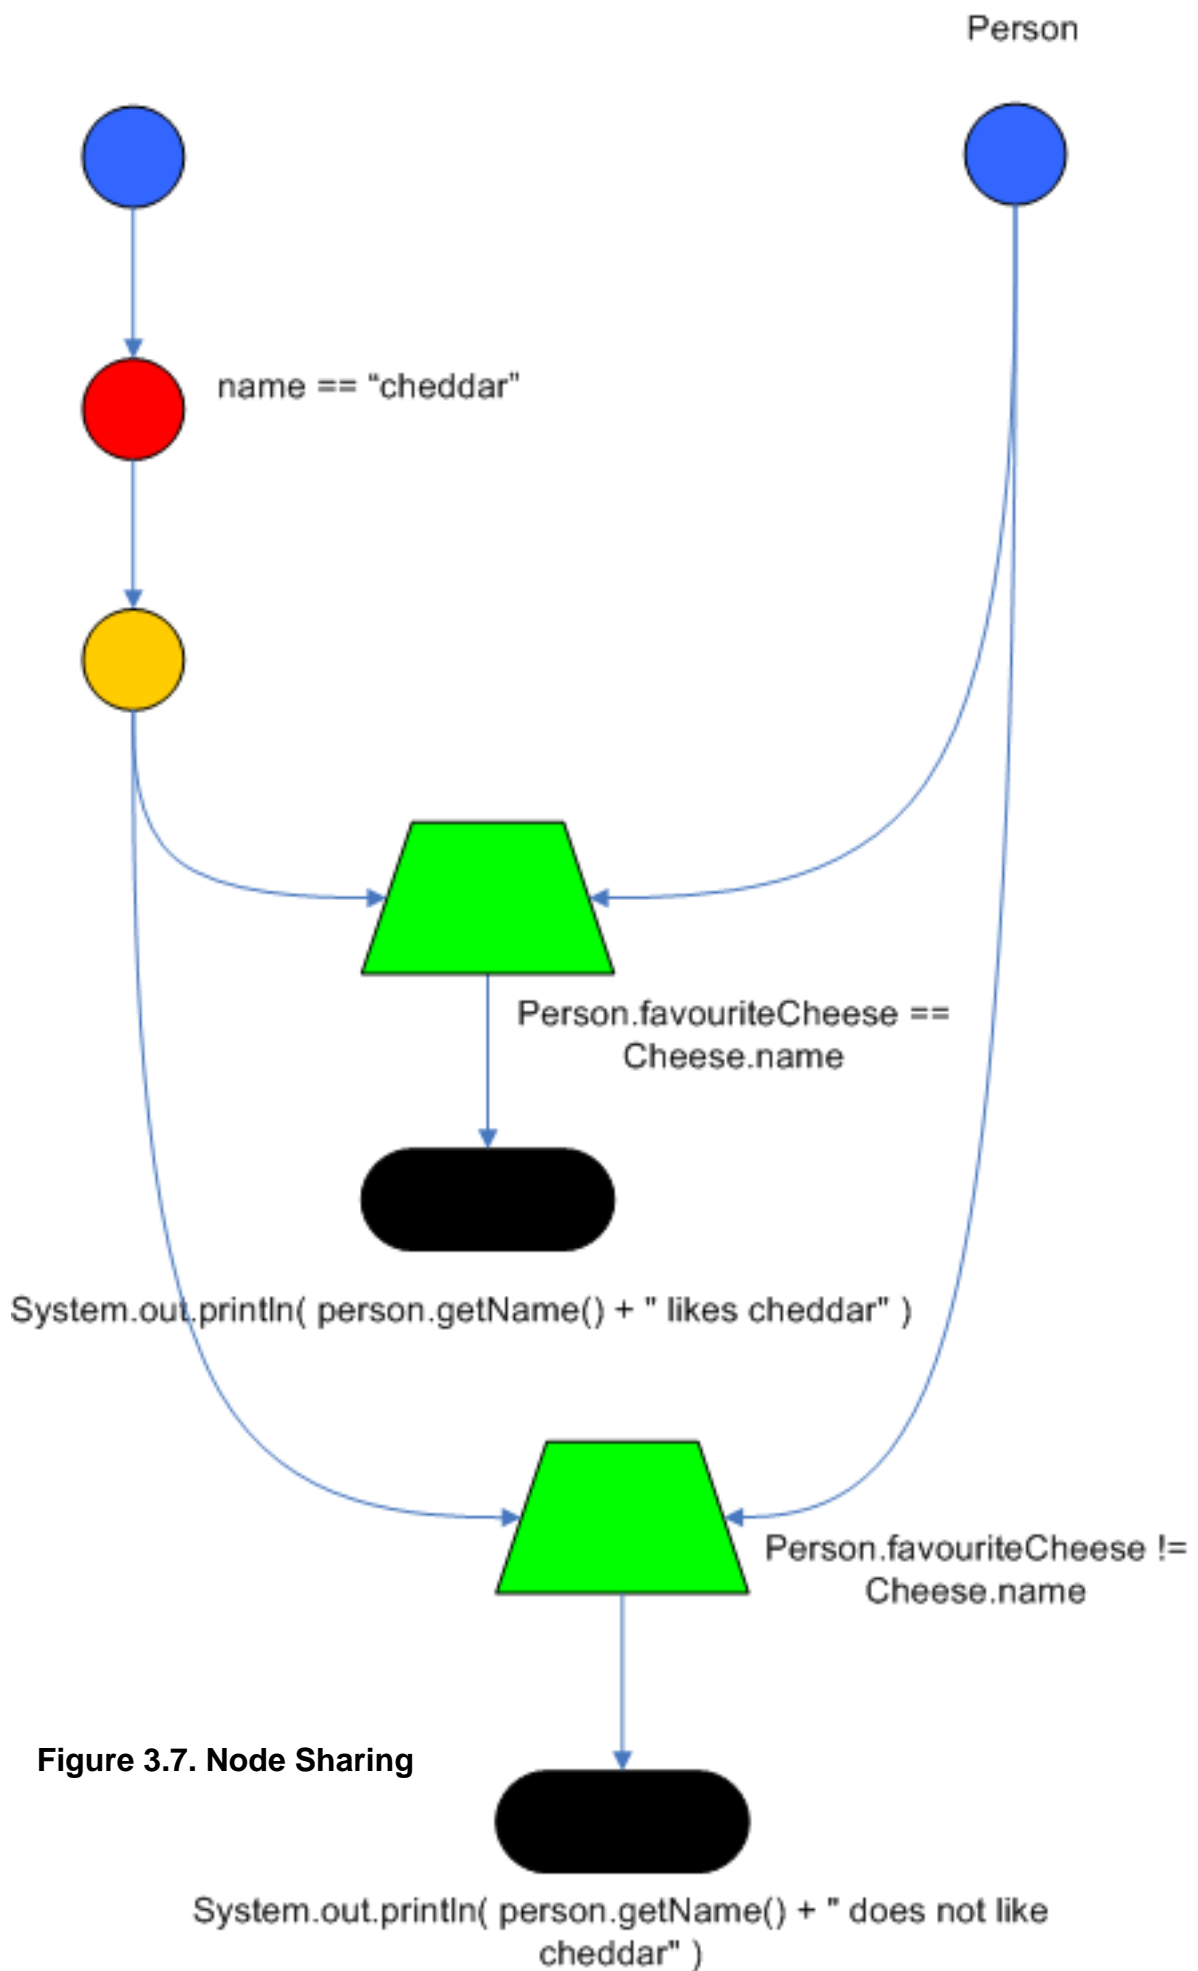 Person
name == “cheddar”
Person.favouriteCheese ==
Cheese.name
System.out.println( person.getName() + " likes cheddar" )
Person.favouriteCheese !=
Cheese.name
Figure 3.7. Node Sharing
System.out.println( person.getName() + " does not like
cheddar" )